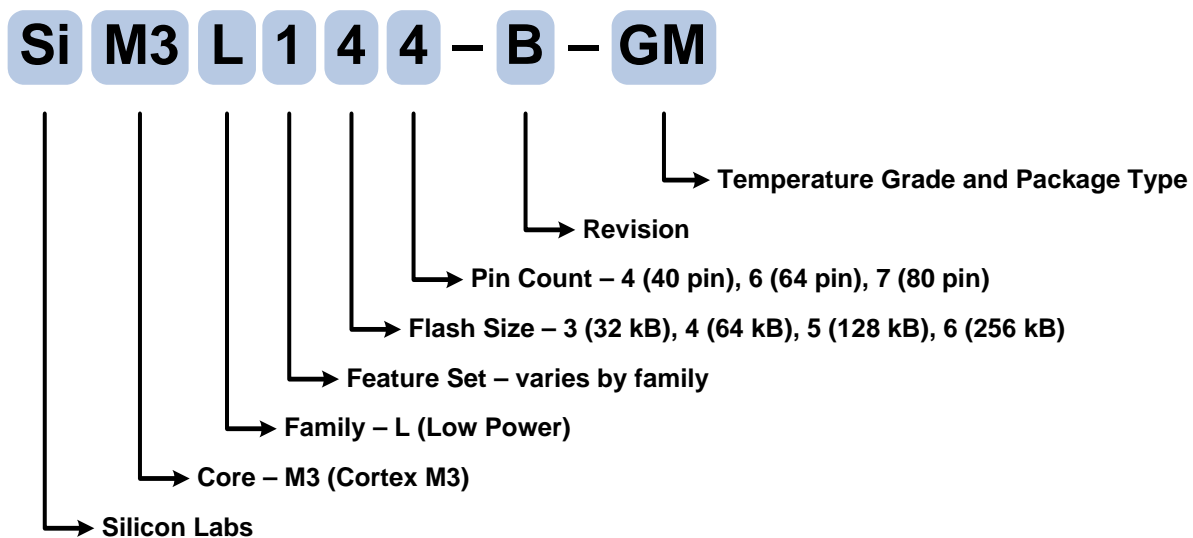 Si M3 L 1 4 4 – B – GM
Temperature Grade and Package Type
Revision
Pin Count – 4 (40 pin), 6 (64 pin), 7 (80 pin)
Flash Size – 3 (32 kB), 4 (64 kB), 5 (128 kB), 6 (256 kB)
Feature Set – varies by family
Family – L (Low Power)
Core – M3 (Cortex M3)
Silicon Labs